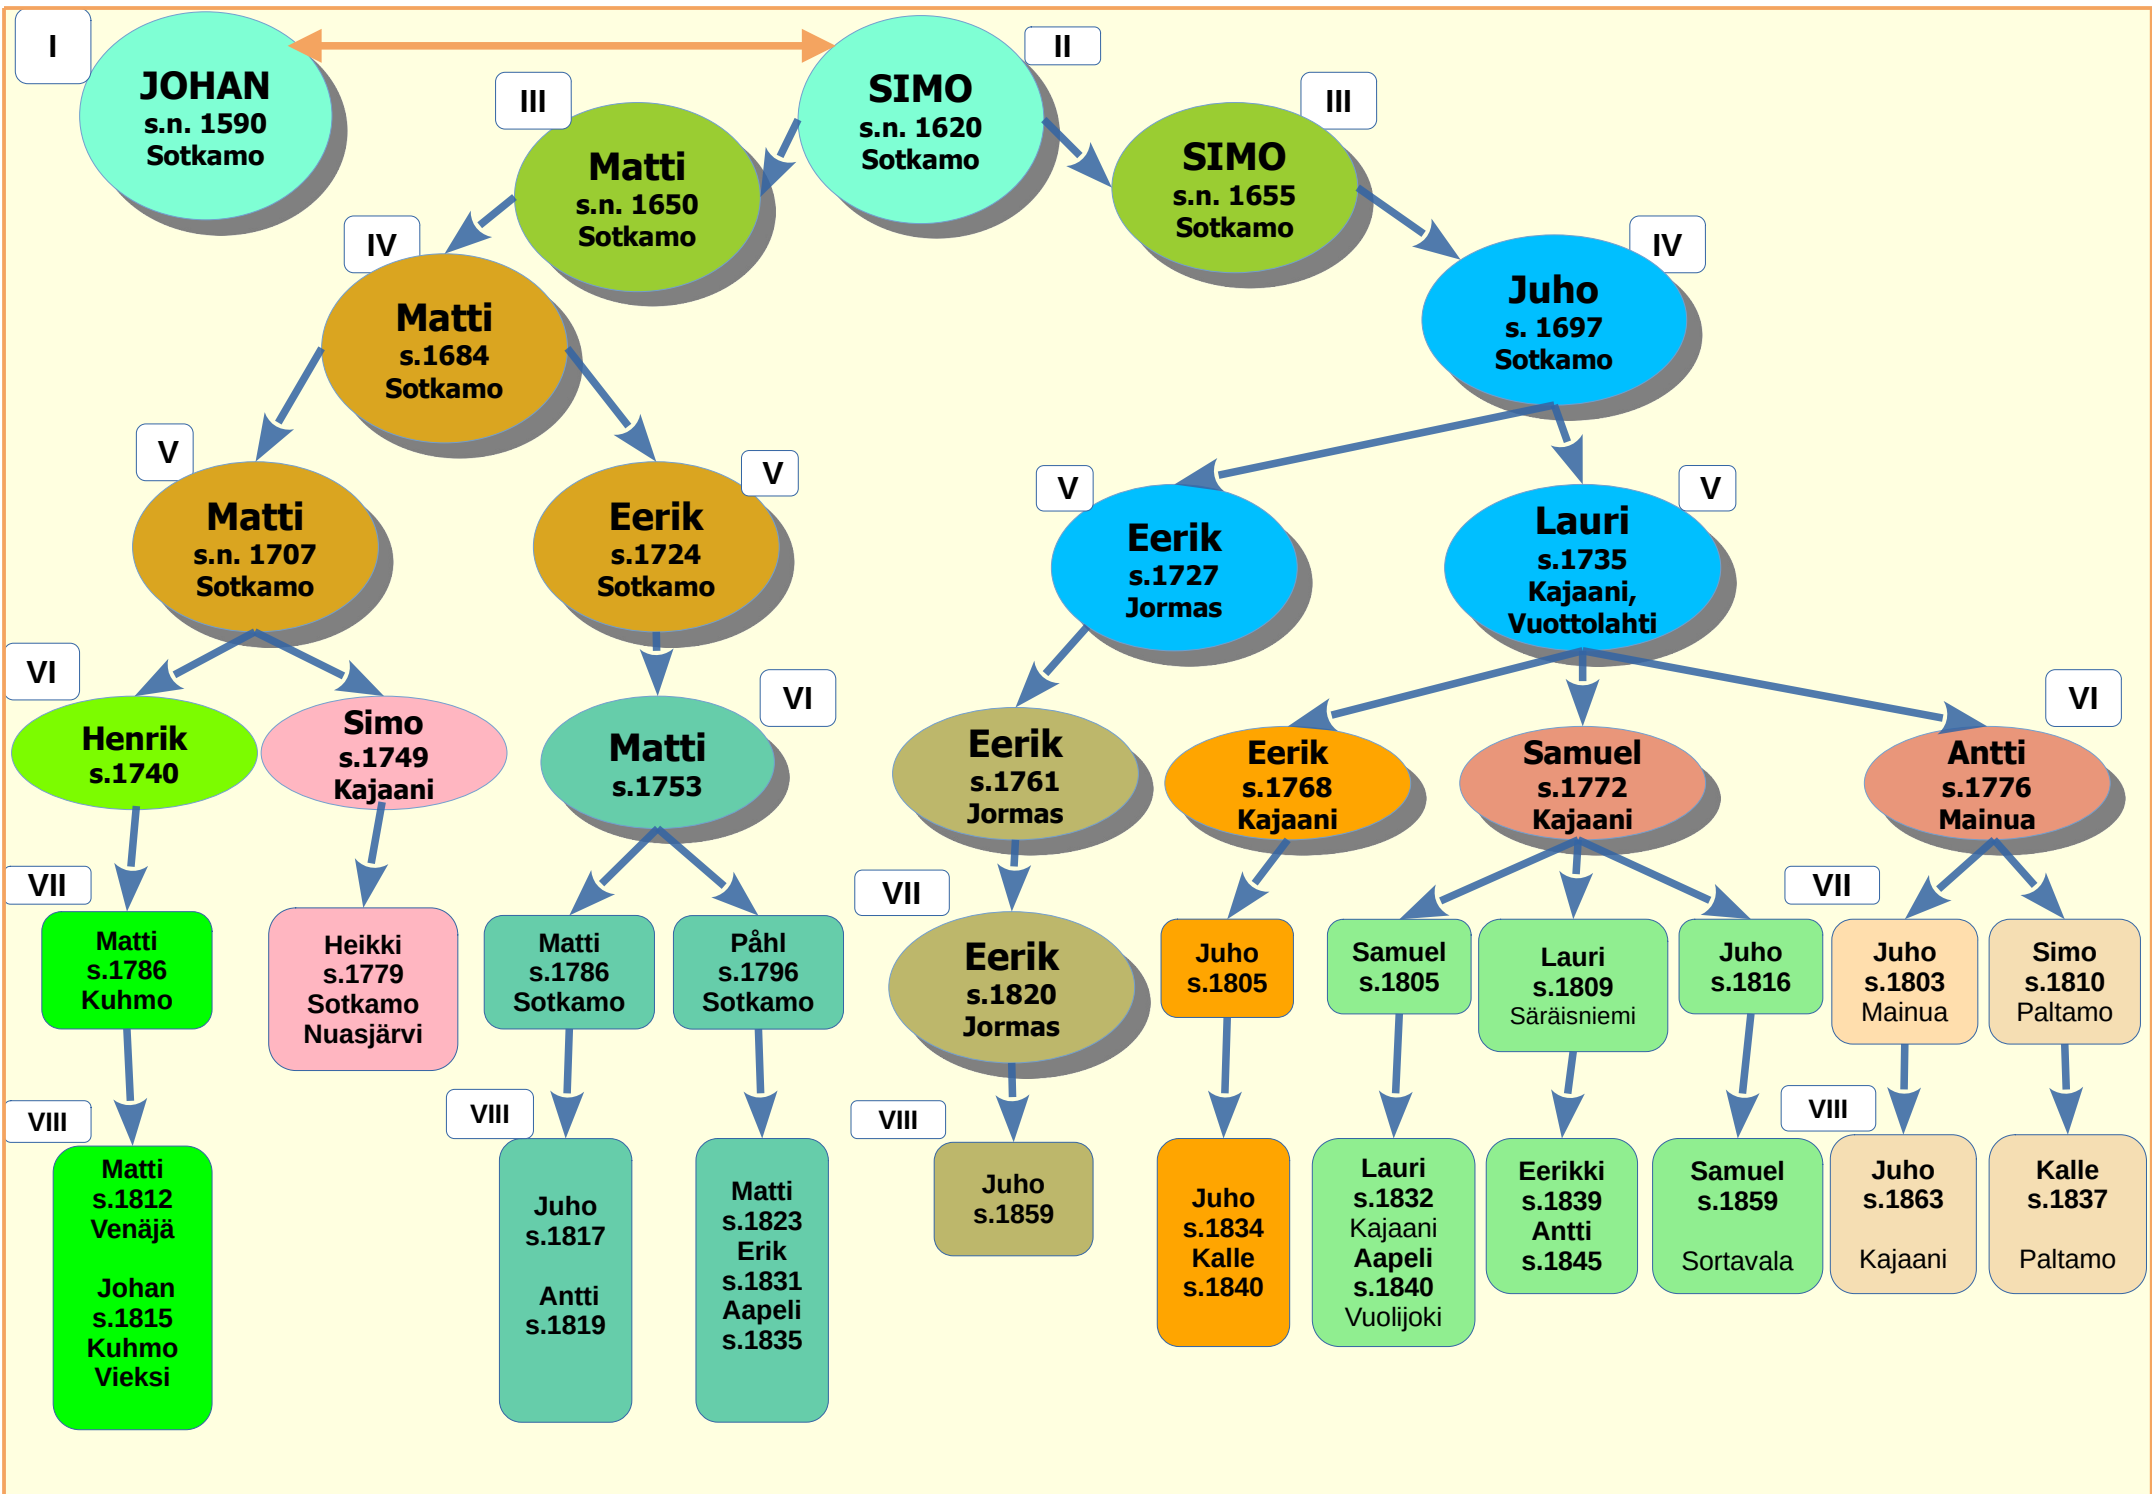 I
JOHAN
s.n. 1590
Sotkamo
II
SIMO
s.n. 1620
Sotkamo
III
Matti
s.n. 1650
Sotkamo
III
SIMO
s.n. 1655
Sotkamo
IV
Matti
s.1684
Sotkamo
IV
Juho
s. 1697
Sotkamo
V
Matti
s.n. 1707
Sotkamo
V
Eerik
s.1724
Sotkamo
V
Eerik
s.1727
Jormas
V
Lauri
s.1735
Kajaani,
Vuottolahti
VI
Henrik
s.1740
Simo
s.1749
Kajaani
VI
Matti
s.1753
Eerik
s.1761
Jormas
Eerik
s.1768
Kajaani
Samuel
s.1772
Kajaani
VI
Antti
s.1776
Mainua
VII
Matti
s.1786
Kuhmo
Heikki
s.1779
Sotkamo
Nuasjärvi
Matti
s.1786
Sotkamo
Påhl
s.1796
Sotkamo
VII
Eerik
s.1820
Jormas
Juho
s.1805
Samuel
s.1805
Lauri
s.1809
Säräisniemi
Juho
s.1816
VII
Juho
s.1803
Mainua
Simo
s.1810
Paltamo
VIII
Matti
s.1812
Venäjä
Johan
s.1815
Kuhmo
Vieksi
VIII
Juho
s.1817
Antti
s.1819
Matti
s.1823
Erik
s.1831
Aapeli
s.1835
VIII
Juho
s.1859
Juho
s.1834
Kalle
s.1840
Lauri
s.1832
Kajaani
Aapeli
s.1840
Vuolijoki
Eerikki
s.1839
Antti
s.1845
Samuel
s.1859
Sortavala
VIII
Juho
s.1863
Kajaani
Kalle
s.1837
Paltamo